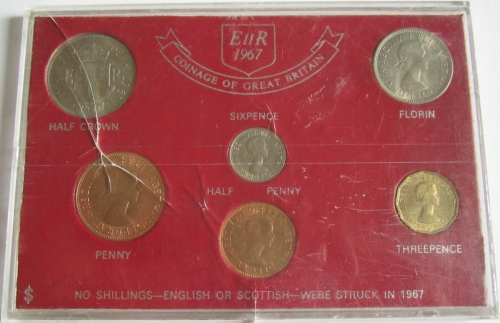 EIIR
1967
COINAGE OF GREAT BRITAIN
HALF CROWN
SIXPENCE
FLORIN
HALF PENNY
PENNY
THREEPENCE
$
NO SHILLINGS—ENGLISH OR SCOTTISH—WERE STRUCK IN 1967